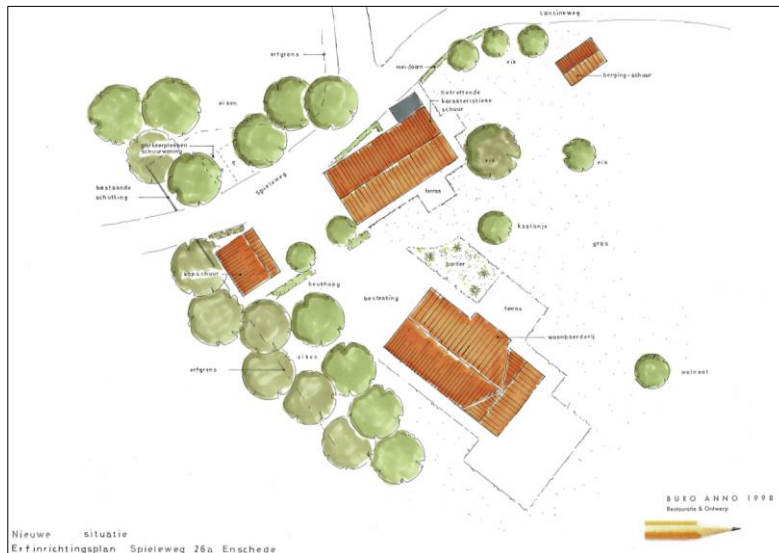 Lansinkweg
erfgrens
eik
meidoorn
berging-schuur
betreffende
karakteristieke
schuur
eiken
parkeerplaatsen
schuurwoning
eik
eik
bestaande
schutting
Spieleweg
terras
kastanje
gras
kapschuur
border
beukhaag
bestrating
terras
woonboerderij
eiken
erfgrens
walnoot
BURO ANNO 1998
Restauratie & Ontwerp
Nieuwe situatie
Erfinrichtingsplan Spieleweg 26a Enschede